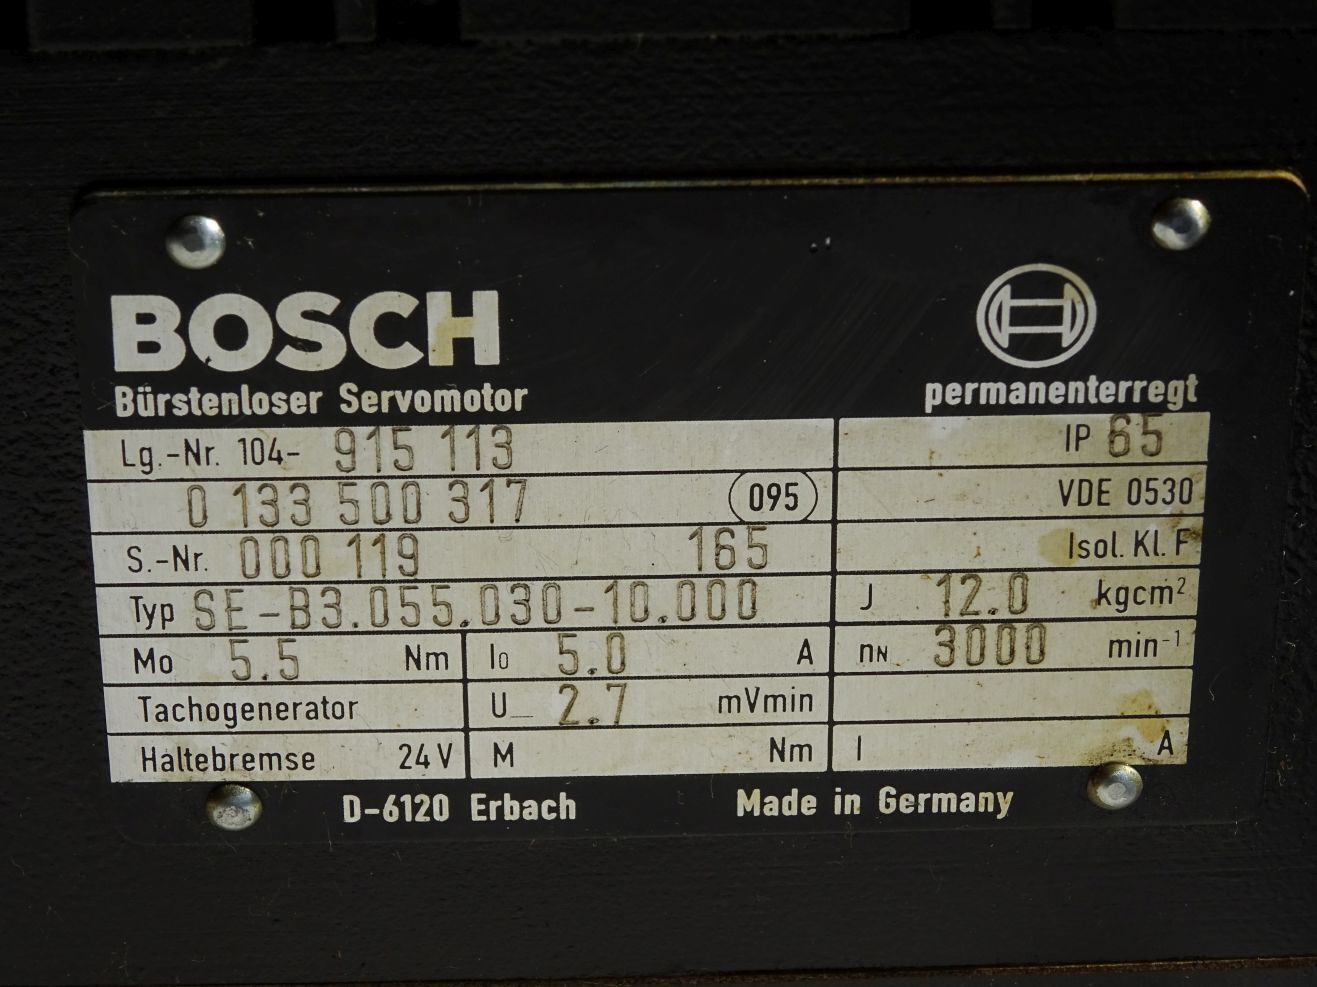 BOSCH
Bürstenloser Servomotor permanenterregt
Lg.-Nr. 104- 915 113 IP 65
0 133 500 317 095 VDE 0530
S.-Nr. 000 119 165 Isol. Kl. F
Typ SE-B3.055.030-10.000 J 12.0 kgcm²
Mo 5.5 Nm I0 5.0 A nN 3000 min⁻¹
Tachogenerator U 2.7 mVmin
Haltebremse 24 V M Nm I A
D-6120 Erbach Made in Germany